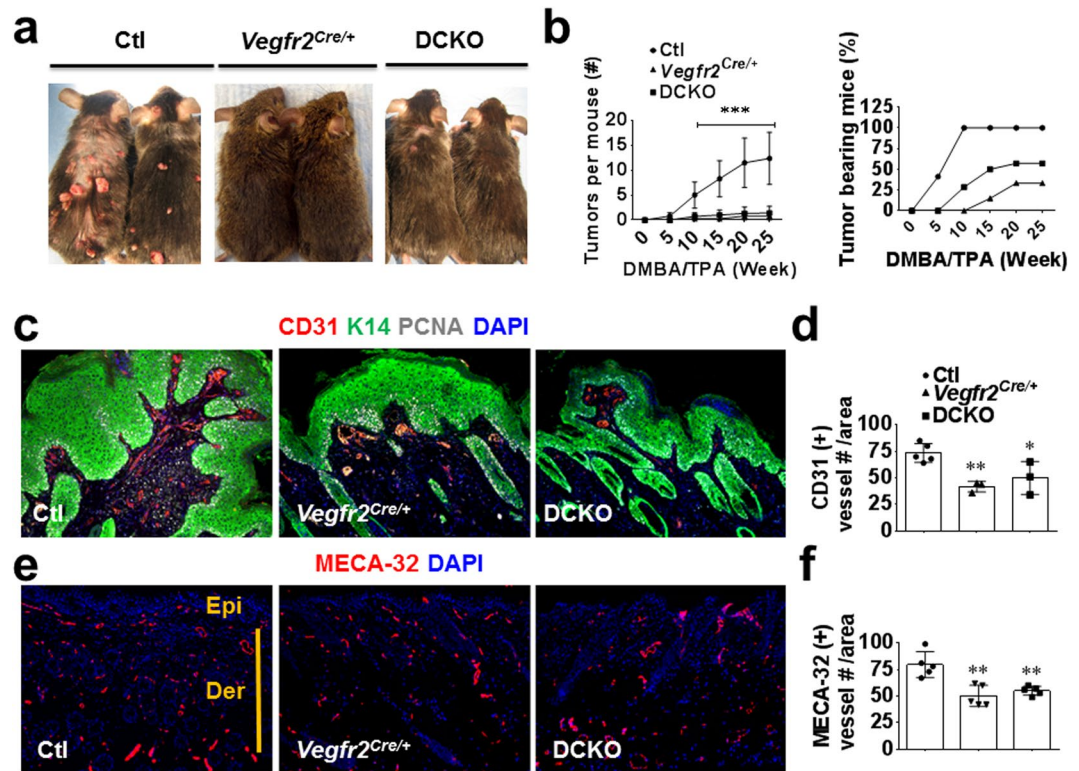 a
Ctl
Vegfr2Cre/+
DCKO
b
Ctl
Vegfr2Cre/+
DCKO
Tumors per mouse (#)
20
15
10
5
0
***
0 5 10 15 20 25
DMBA/TPA (Week)
Tumor bearing mice (%)
125
100
75
50
25
0
0 5 10 15 20 25
DMBA/TPA (Week)
c
CD31 K14 PCNA DAPI
Ctl
Vegfr2Cre/+
DCKO
d
Ctl
Vegfr2Cre/+
DCKO
CD31 (+)
vessel # /area
100
75
50
25
0
**
*
e
MECA-32 DAPI
Epi
Der
Ctl
Vegfr2Cre/+
DCKO
f
MECA-32 (+)
vessel # /area
100
75
50
25
0
**
**